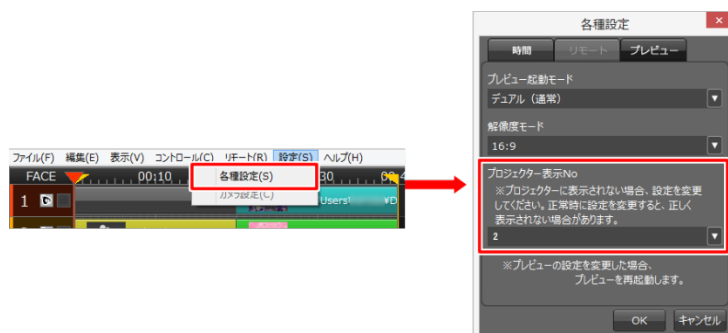 ファイル(F) 編集(E) 表示(V) コントロール(C) リモート(R) 設定(S) ヘルプ(H)
FACE 00:10 30
各種設定(S)
カメラ設定(C)
1 Users ¥D
各種設定
時間 リモート プレビュー
プレビュー起動モード
デュアル (通常)
解像度モード
16:9
プロジェクター表示No
※プロジェクターに表示されない場合、設定を変更
してください。正常時に設定を変更すると、正しく
表示されない場合があります。
2
※プレビューの設定を変更した場合、
プレビューを再起動します。
OK キャンセル